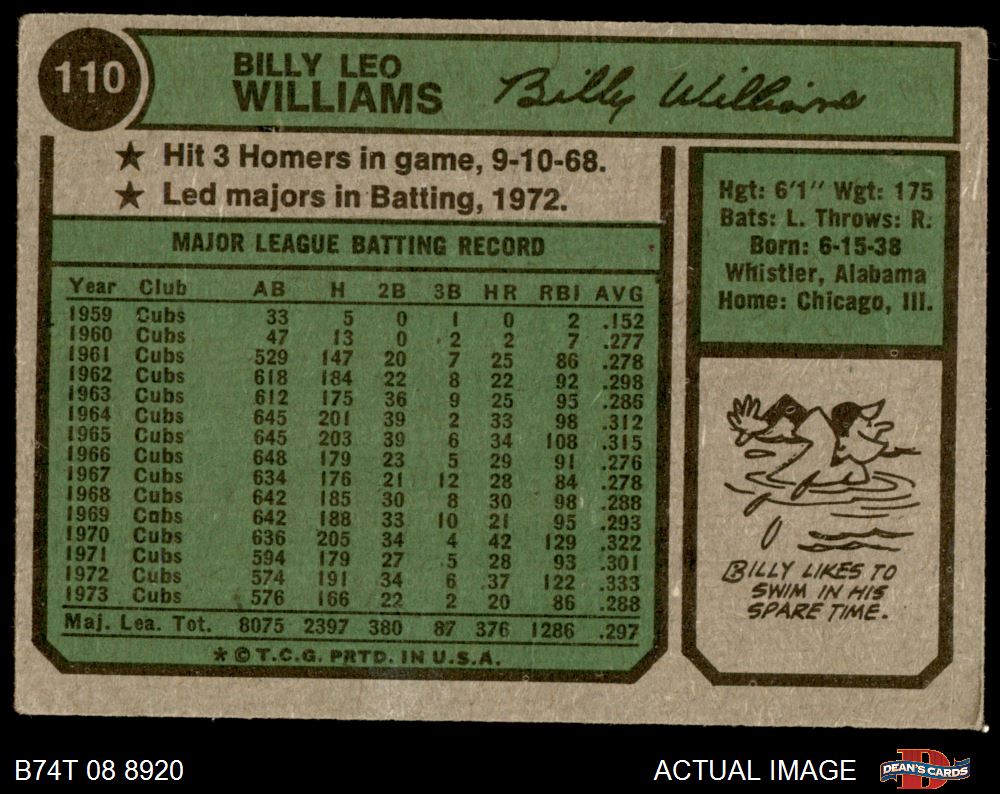 110
BILLY LEO
WILLIAMS
Billy Williams
★ Hit 3 Homers in game, 9-10-68.
★ Led majors in Batting, 1972.
MAJOR LEAGUE BATTING RECORD
Year Club AB H 2B 3B HR RBI AVG
1959 Cubs 33 5 0 1 0 2 .152
1960 Cubs 47 13 0 2 2 7 .277
1961 Cubs 529 147 20 7 25 86 .278
1962 Cubs 618 184 22 8 22 92 .298
1963 Cubs 612 175 36 9 25 95 .286
1964 Cubs 645 201 39 2 33 98 .312
1965 Cubs 645 203 39 6 34 108 .315
1966 Cubs 648 179 23 5 29 91 .276
1967 Cubs 634 176 21 12 28 84 .278
1968 Cubs 642 185 30 8 30 98 .288
1969 Cubs 642 188 33 10 21 95 .293
1970 Cubs 636 205 34 4 42 129 .322
1971 Cubs 594 179 27 5 28 93 .301
1972 Cubs 574 191 34 6 37 122 .333
1973 Cubs 576 166 22 2 20 86 .288
Maj. Lea. Tot. 8075 2397 380 87 376 1286 .297
* © T.C.G. PRTD. IN U.S.A.
Hgt: 6'1" Wgt: 175
Bats: L. Throws: R.
Born: 6-15-38
Whistler, Alabama
Home: Chicago, Ill.
BILLY LIKES TO
SWIM IN HIS
SPARE TIME.
B74T 08 8920
ACTUAL IMAGE
D
DEAN'S CARDS